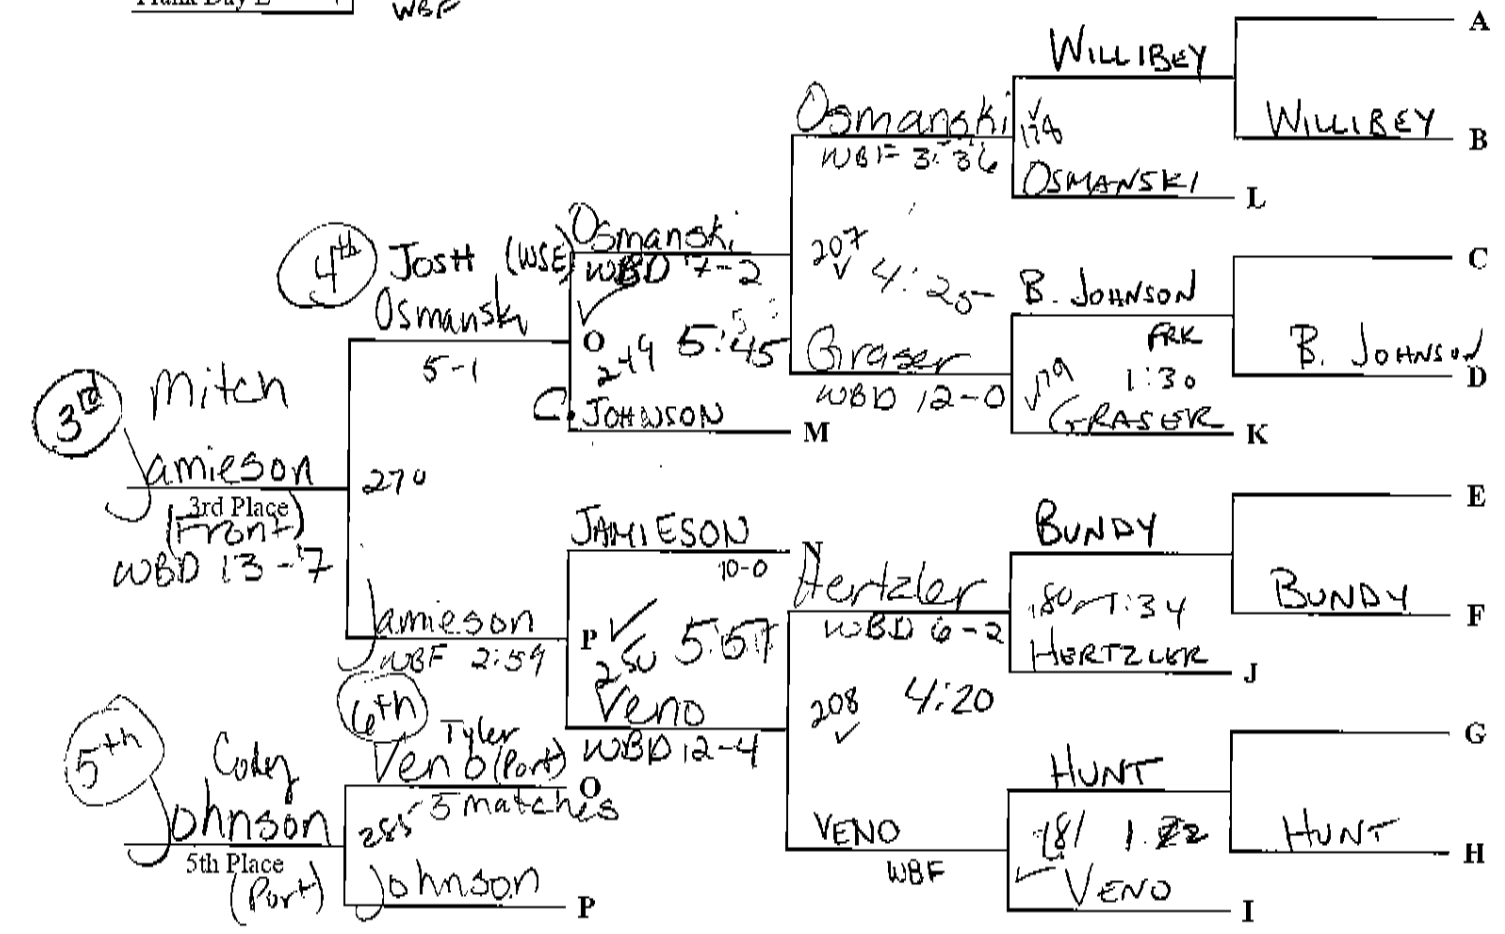 WBF
A
WILLIBEY
WILLIBEY
B
Osmanski
WBF 3:36
178
OSMANSKI
L
4th
JOSH (WSE)
Osmanski
5-1
Osmanski
WBD 7-2
207
4:25
C
B. JOHNSON
FRK
B. JOHNSON
D
O
249 5:45
Graser
WBD 12-0
179
1:30
GRASER
K
C. JOHNSON
M
3rd
Mitch
Jamieson
3rd Place
(Front)
WBD 13-7
270
E
JAMIESON
N
10-0
BUNDY
BUNDY
F
Hertzler
WBD 6-2
180 1:34
HERTZLER
J
Jamieson
WBF 2:59
P
250 5:57
Veno
WBD 12-4
208
4:20
G
6th
Tyler
Veno (Port)
O
5 matches
HUNT
HUNT
H
5th
Cody
Johnson
5th Place
(Port)
285
Johnson
P
VENO
WBF
181
VENO
I